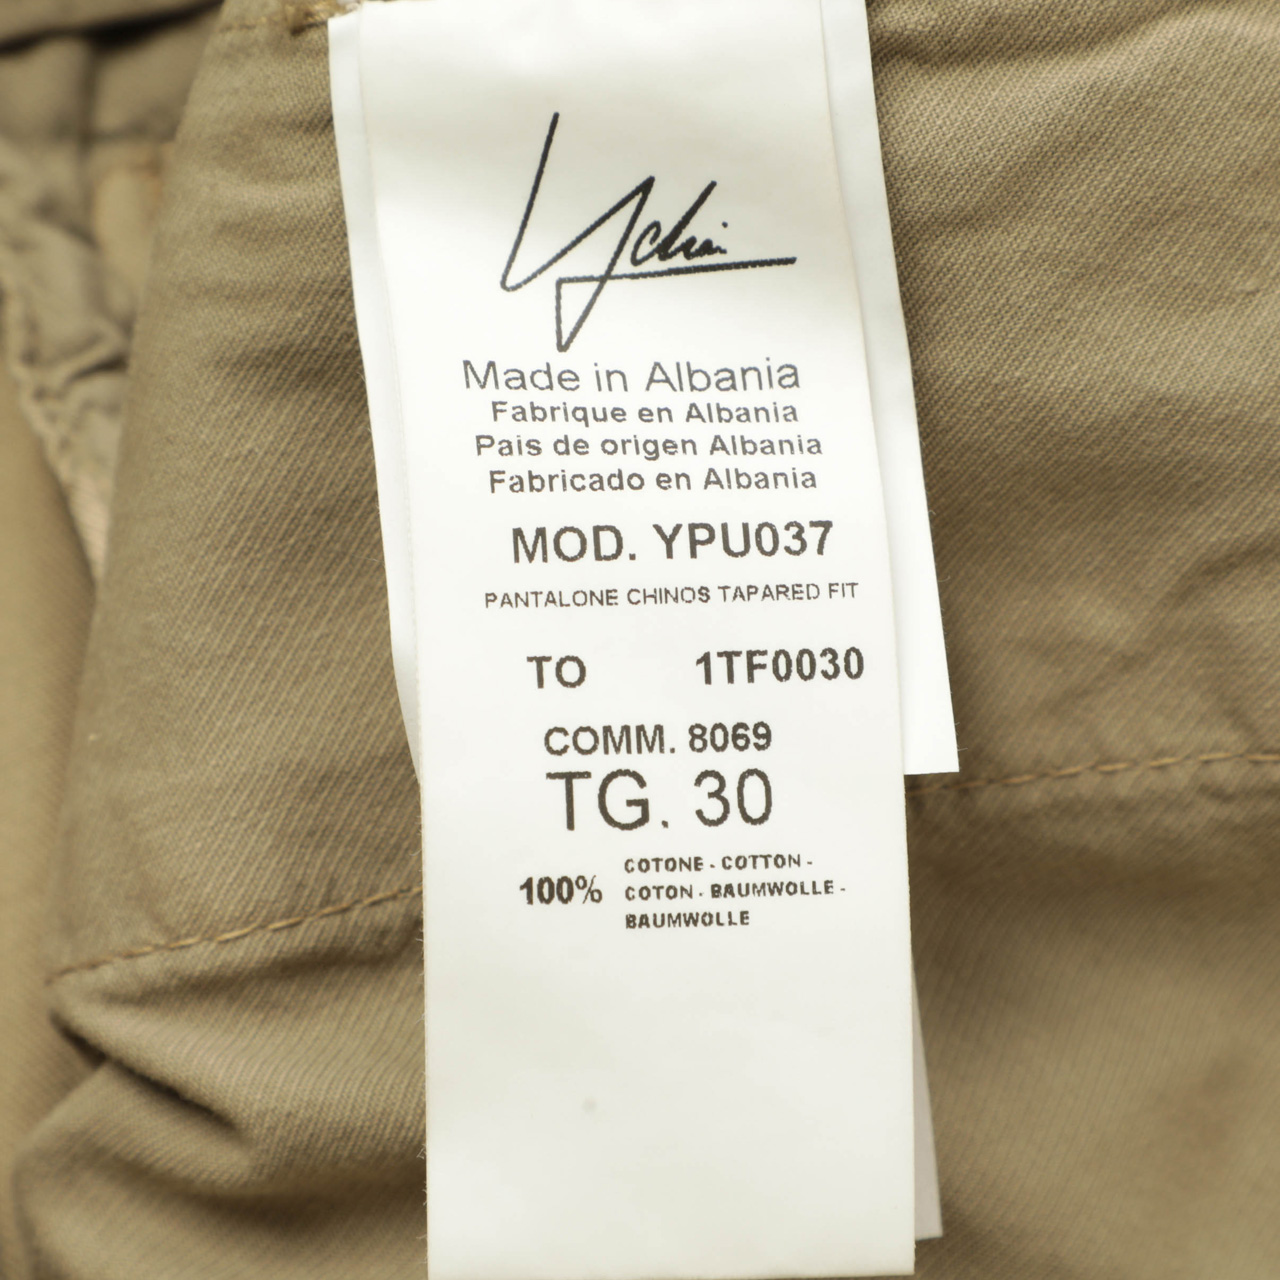 Ychi
Made in Albania
Fabrique en Albania
Pais de origen Albania
Fabricado en Albania
MOD. YPU037
PANTALONE CHINOS TAPARED FIT
TO 1TF0030
COMM. 8069
TG. 30
100% COTONE - COTTON -
COTON - BAUMWOLLE -
BAUMWOLLE